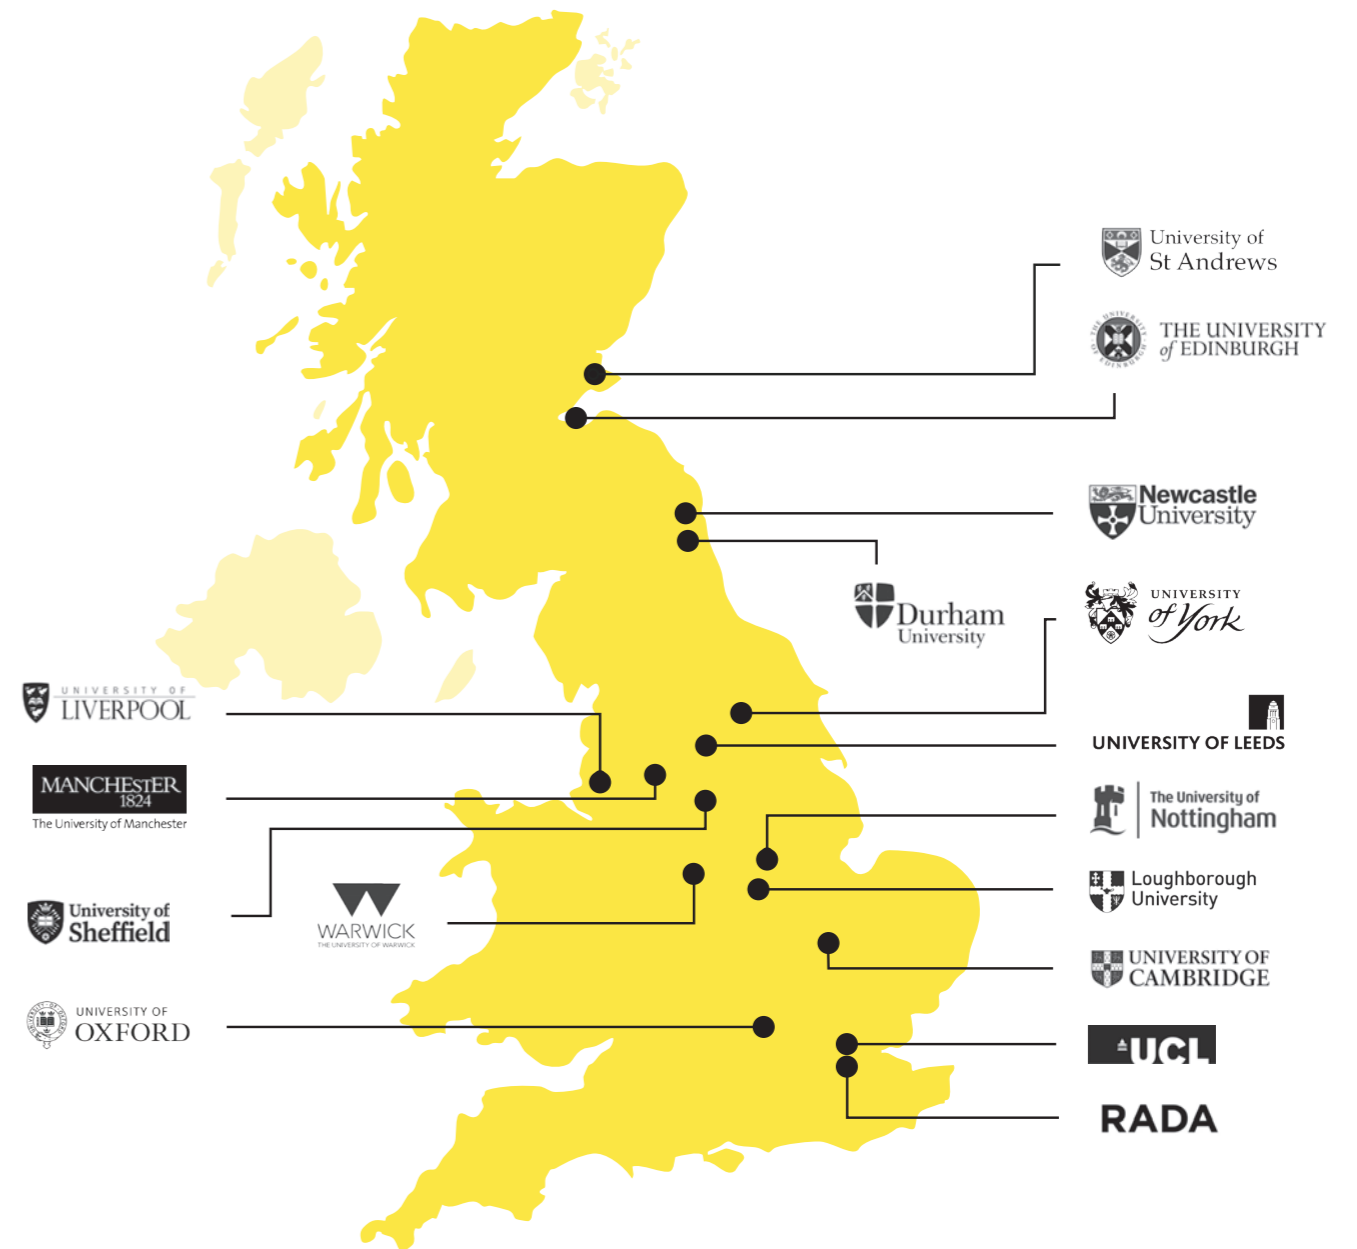 University of
St Andrews
THE UNIVERSITY
of EDINBURGH
Newcastle
University
Durham
University
UNIVERSITY
of York
UNIVERSITY OF
LIVERPOOL
UNIVERSITY OF LEEDS
MANCHESTER
1824
The University of Manchester
The University of
Nottingham
Loughborough
University
WARWICK
THE UNIVERSITY OF WARWICK
University of
Sheffield
UNIVERSITY OF
CAMBRIDGE
UNIVERSITY OF
OXFORD
UCL
RADA